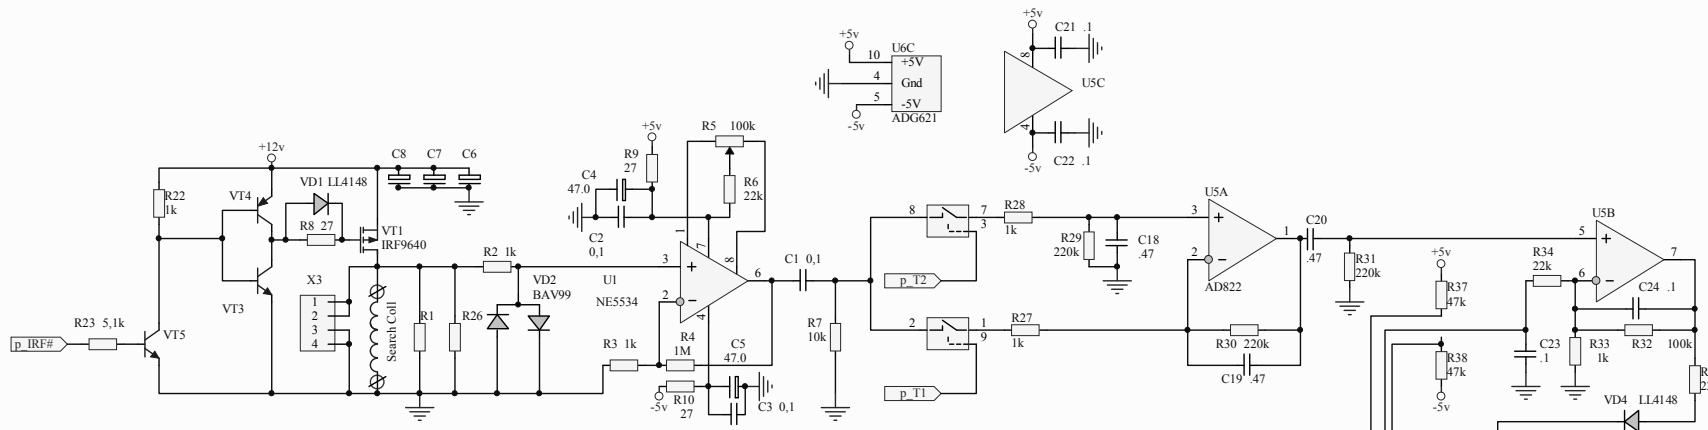 +5v
C21 .1
8
U5C
4
C22 .1
-5v
+5v
U6C
10 +5V
4 Gnd
5 -5V
-5v
ADG621
+12v
C8 C7 C6
R22
1k
VT4
VD1 LL4148
R8 27
VT1
IRF9640
VT3
X3
1
2
3
4
Search Coll
R1
R26
R23 5,1k
p_IRF#
VT5
R2 1k
VD2
BAV99
U1
NE5534
+5v
R9
27
C4
47.0
C2
0,1
R5 100k
R6
22k
1
7
8
3
2
6
4
R3 1k
R4
1M
C5
47.0
-5v
R10
27
C3 0,1
C1 0,1
R7
10k
8
7
3
p_T2
2
1
9
p_T1
R28
1k
R27
1k
R29
220k
C18
.47
U5A
3
2
1
AD822
R30 220k
C19 .47
C20
.47
R31
220k
+5v
R37
47k
R38
47k
-5v
R34
22k
U5B
5
6
7
C24 .1
C23
.1
R33
1k
R32 100k
VD4 LL4148